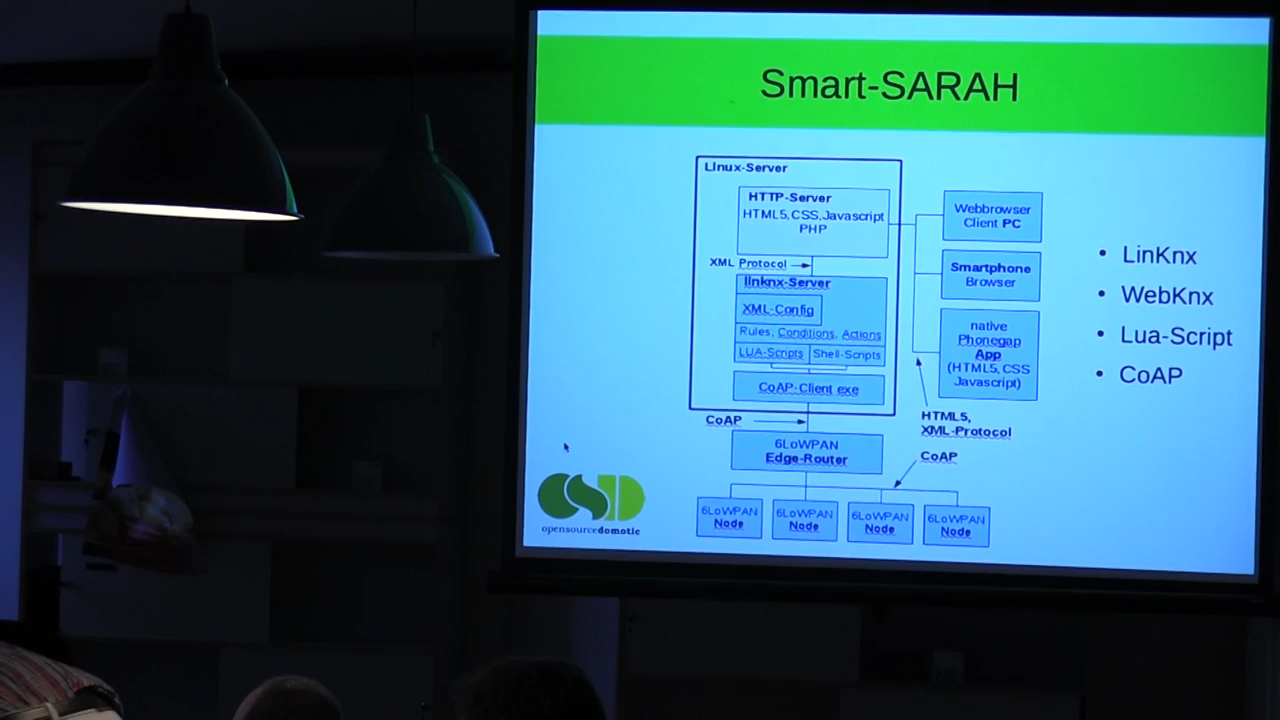 Smart-SARAH
Linux-Server
HTTP-Server
HTML5,CSS,Javascript
PHP
XML Protocol
linknx-Server
XML-Config
Rules, Conditions, Actions
LUA-Scripts
Shell-Scripts
CoAP-Client exe
CoAP
6LoWPAN
Edge-Router
6LoWPAN
Node
6LoWPAN
Node
6LoWPAN
Node
6LoWPAN
Node
Webbrowser
Client PC
Smartphone
Browser
native
Phonegap
App
(HTML5, CSS
Javascript)
HTML5,
XML-Protocol
CoAP
• LinKnx
• WebKnx
• Lua-Script
• CoAP
opensourcedomotic